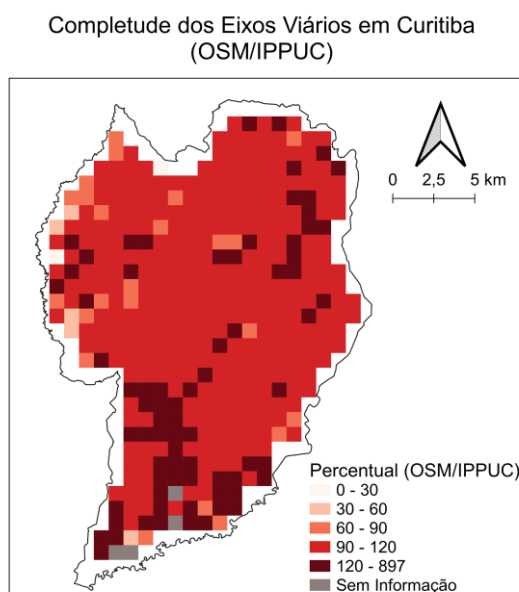 Completude dos Eixos Viários em Curitiba
(OSM/IPPUC)
0 2,5 5 km
Percentual (OSM/IPPUC)
0 - 30
30 - 60
60 - 90
90 - 120
120 - 897
Sem Informação